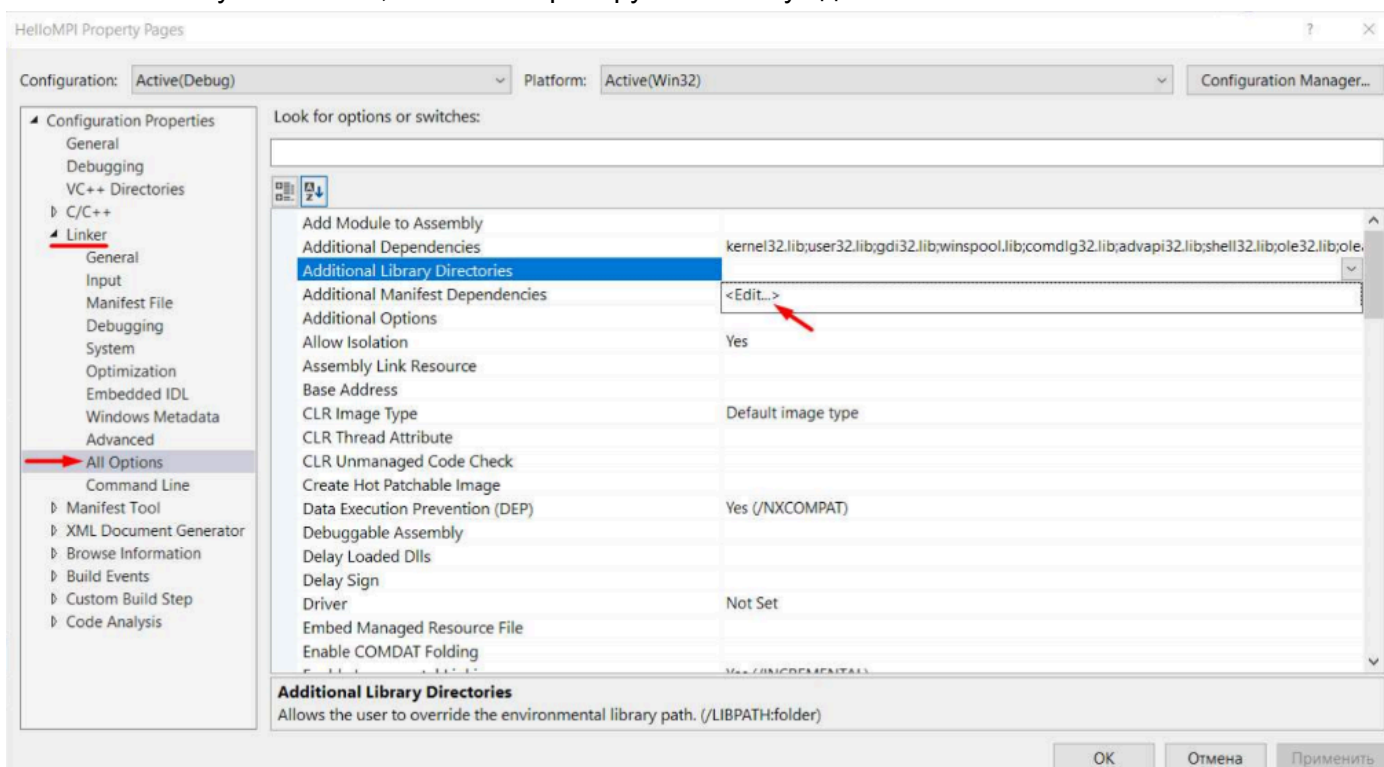 HelloMPI Property Pages ? ×
Configuration: Active(Debug) Platform: Active(Win32) Configuration Manager...
Configuration Properties
General
Debugging
VC++ Directories
C/C++
Linker
General
Input
Manifest File
Debugging
System
Optimization
Embedded IDL
Windows Metadata
Advanced
All Options
Command Line
Manifest Tool
XML Document Generator
Browse Information
Build Events
Custom Build Step
Code Analysis
Look for options or switches:
Add Module to Assembly
Additional Dependencies kernel32.lib;user32.lib;gdi32.lib;winspool.lib;comdlg32.lib;advapi32.lib;shell32.lib;ole32.lib;ole
Additional Library Directories
Additional Manifest Dependencies <Edit...>
Additional Options
Allow Isolation Yes
Assembly Link Resource
Base Address
CLR Image Type Default image type
CLR Thread Attribute
CLR Unmanaged Code Check
Create Hot Patchable Image
Data Execution Prevention (DEP) Yes (/NXCOMPAT)
Debuggable Assembly
Delay Loaded Dlls
Delay Sign
Driver Not Set
Embed Managed Resource File
Enable COMDAT Folding
Additional Library Directories
Allows the user to override the environmental library path. (/LIBPATH:folder)
OK Отмена Применить